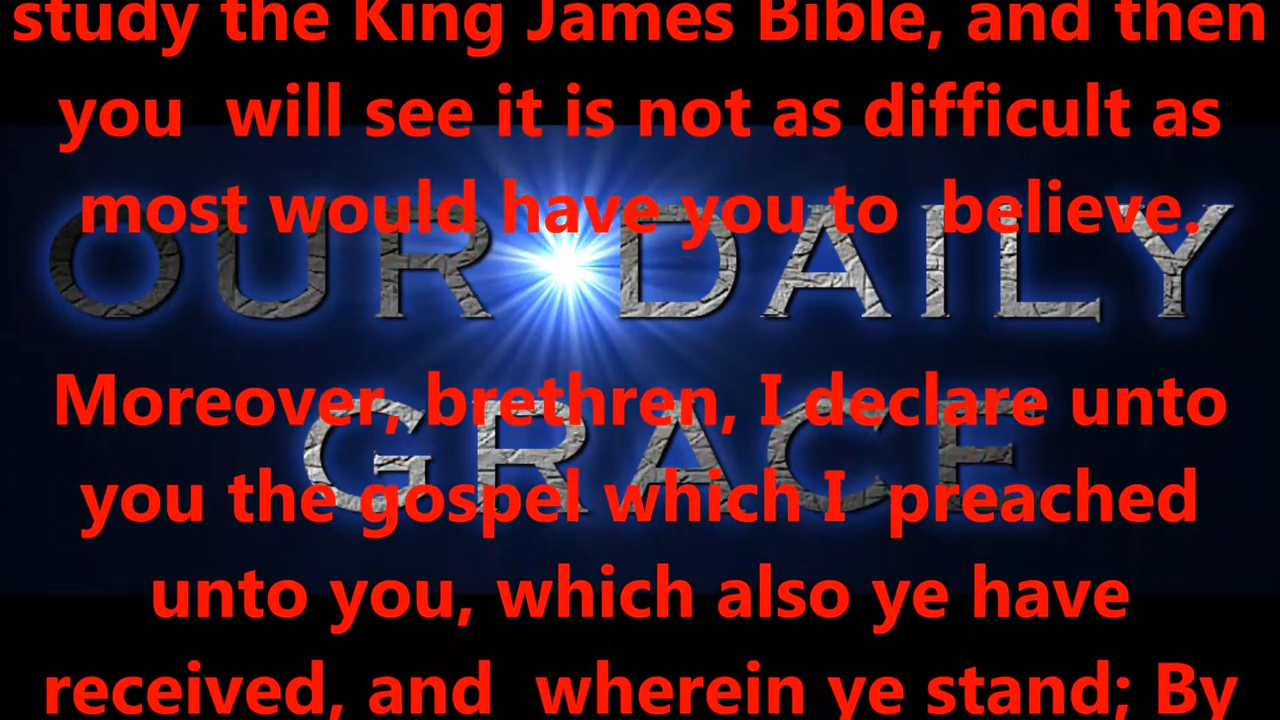 study the King James Bible, and then
you will see it is not as difficult as
most would have you to believe.
OUR DAILY
GRACE
Moreover, brethren, I declare unto
you the gospel which I preached
unto you, which also ye have
received, and wherein ye stand; By